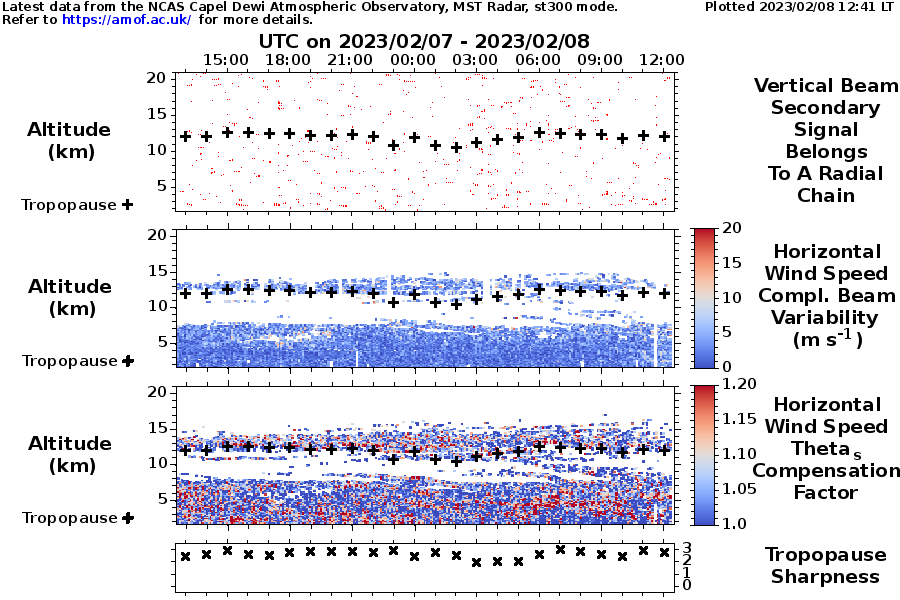 Latest data from the NCAS Capel Dewi Atmospheric Observatory, MST Radar, st300 mode.
Plotted 2023/02/08 12:41 LT
Refer to https://amof.ac.uk/ for more details.
UTC on 2023/02/07 - 2023/02/08
15:00 18:00 21:00 00:00 03:00 06:00 09:00 12:00
20
15
10
5
Altitude
(km)
Tropopause +
Vertical Beam
Secondary
Signal
Belongs
To A Radial
Chain
20
15
10
5
Altitude
(km)
Tropopause +
20
15
10
5
0
Horizontal
Wind Speed
Compl. Beam
Variability
(m s-1)
20
15
10
5
Altitude
(km)
Tropopause +
1.20
1.15
1.10
1.05
1.0
Horizontal
Wind Speed
Theta s
Compensation
Factor
3
2
1
0
Tropopause
Sharpness